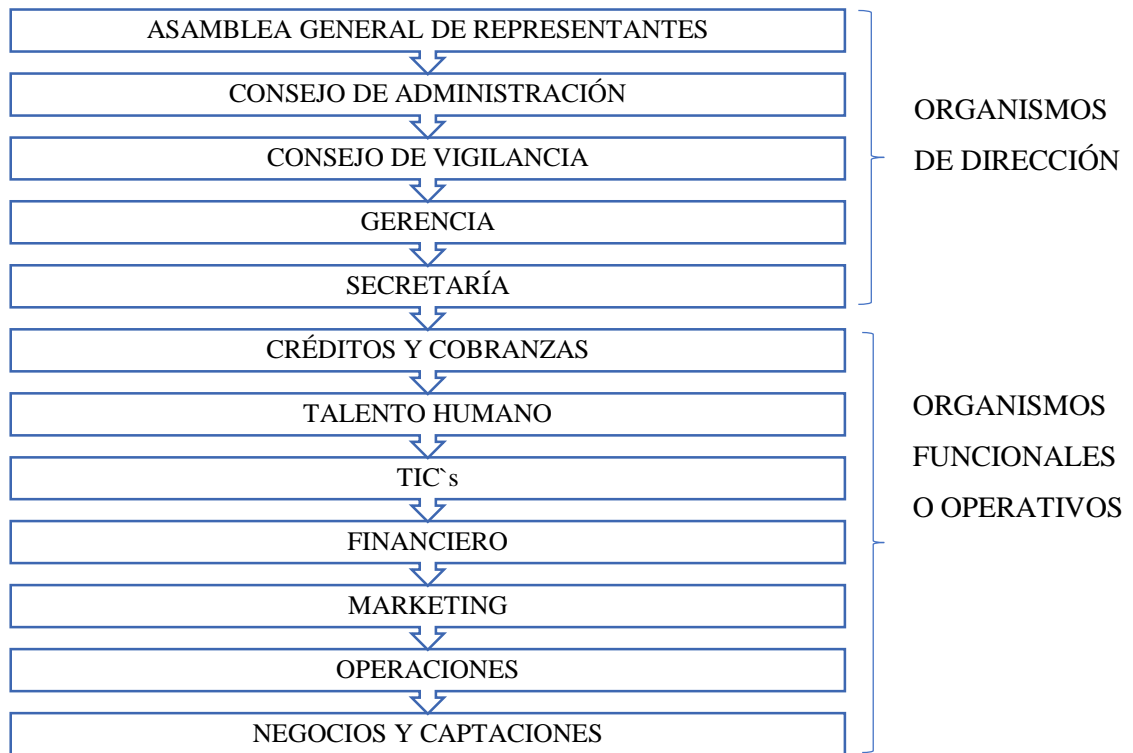 ASAMBLEA GENERAL DE REPRESENTANTES
CONSEJO DE ADMINISTRACIÓN
CONSEJO DE VIGILANCIA
GERENCIA
SECRETARÍA
ORGANISMOS
DE DIRECCIÓN
CRÉDITOS Y COBRANZAS
TALENTO HUMANO
TIC`s
FINANCIERO
MARKETING
OPERACIONES
NEGOCIOS Y CAPTACIONES
ORGANISMOS
FUNCIONALES
O OPERATIVOS